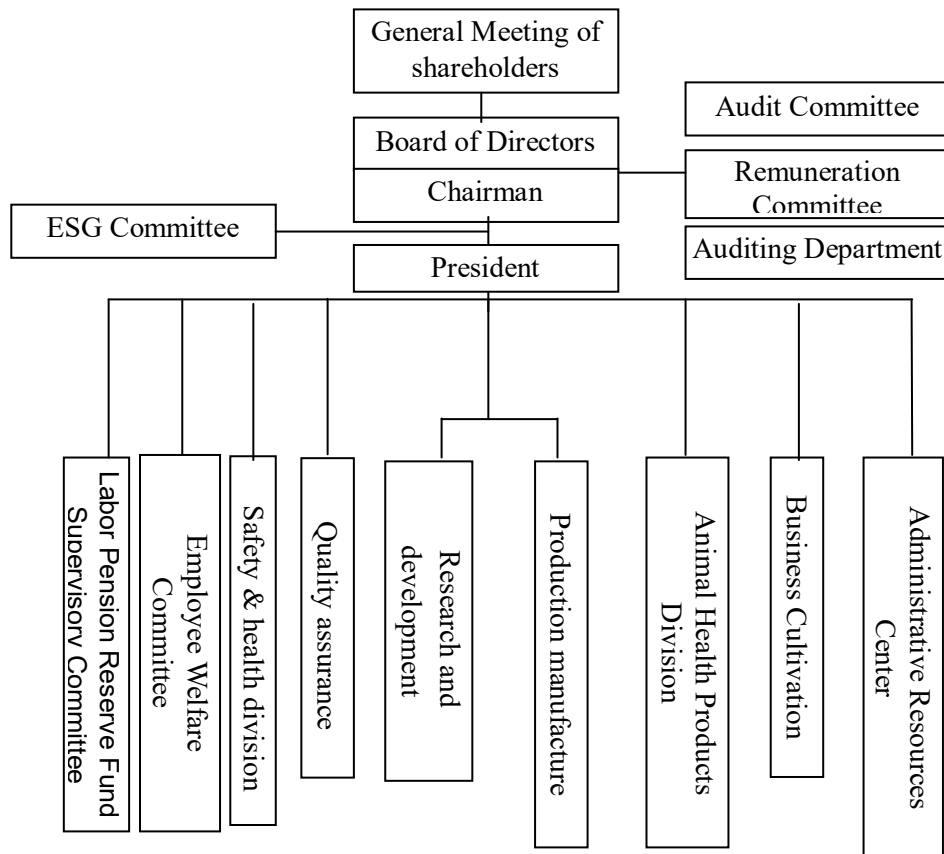 General Meeting of
shareholders
Audit Committee
Board of Directors
Remuneration
Committee
Chairman
ESG Committee
Auditing Department
President
Labor Pension Reserve Fund
Supervisory Committee
Employee Welfare
Committee
Safety & health division
Quality assurance
Research and
development
Production manufacture
Animal Health Products
Division
Business Cultivation
Administrative Resources
Center